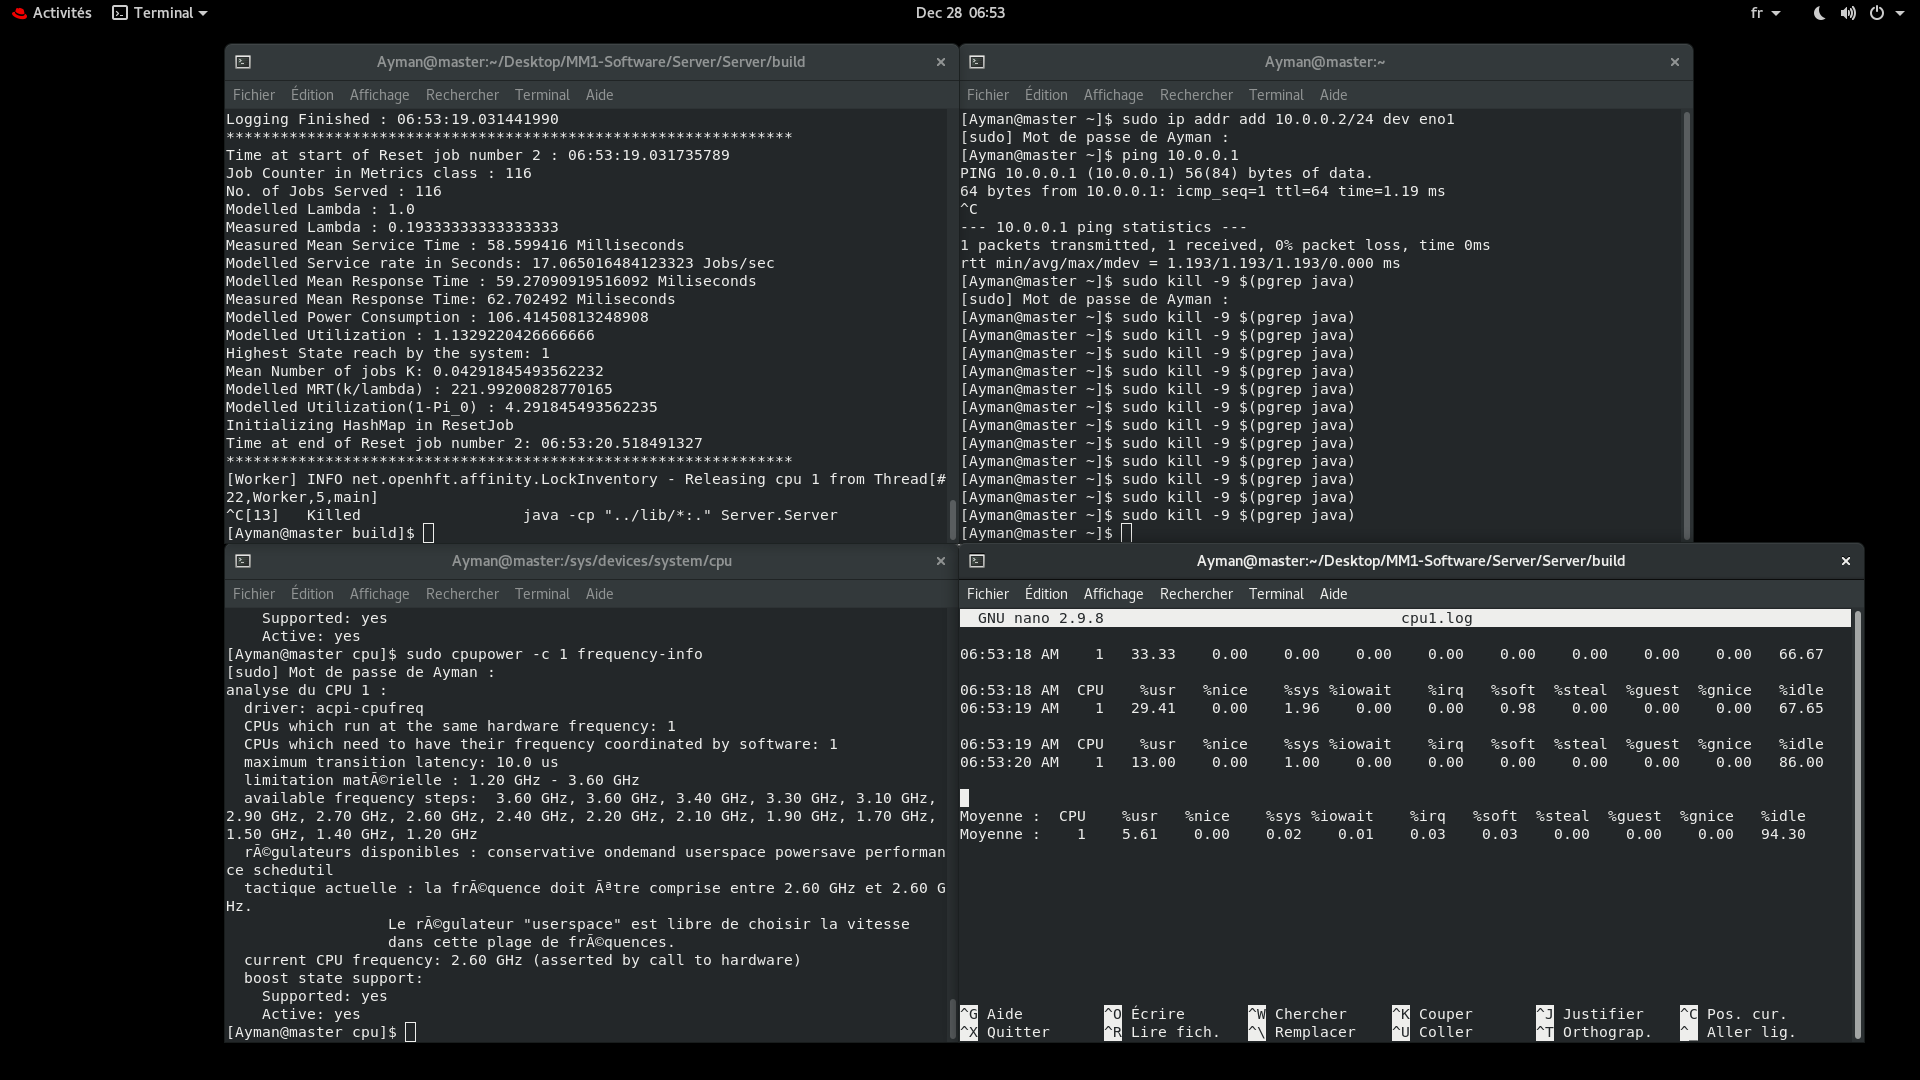 Activités Terminal Dec 28 06:53 fr
Ayman@master:~/Desktop/MM1-Software/Server/Server/build ×
Fichier Édition Affichage Rechercher Terminal Aide
Logging Finished : 06:53:19.031441990
***************************************************************
Time at start of Reset job number 2 : 06:53:19.031735789
Job Counter in Metrics class : 116
No. of Jobs Served : 116
Modelled Lambda : 1.0
Measured Lambda : 0.19333333333333333
Measured Mean Service Time : 58.599416 Milliseconds
Modelled Service rate in Seconds: 17.065016484123323 Jobs/sec
Modelled Mean Response Time : 59.27090919516092 Miliseconds
Measured Mean Response Time: 62.702492 Miliseconds
Modelled Power Consumption : 106.41450813248908
Modelled Utilization : 1.1329220426666666
Highest State reach by the system: 1
Mean Number of jobs K: 0.04291845493562232
Modelled MRT(k/lambda) : 221.99200828770165
Modelled Utilization(1-Pi_0) : 4.291845493562235
Initializing HashMap in ResetJob
Time at end of Reset job number 2: 06:53:20.518491327
***************************************************************
[Worker] INFO net.openhft.affinity.LockInventory - Releasing cpu 1 from Thread[#
22,Worker,5,main]
^C[13]   Killed                  java -cp "../lib/*:." Server.Server
[Ayman@master build]$
Ayman@master:~ ×
Fichier Édition Affichage Rechercher Terminal Aide
[Ayman@master ~]$ sudo ip addr add 10.0.0.2/24 dev eno1
[sudo] Mot de passe de Ayman :
[Ayman@master ~]$ ping 10.0.0.1
PING 10.0.0.1 (10.0.0.1) 56(84) bytes of data.
64 bytes from 10.0.0.1: icmp_seq=1 ttl=64 time=1.19 ms
^C
--- 10.0.0.1 ping statistics ---
1 packets transmitted, 1 received, 0% packet loss, time 0ms
rtt min/avg/max/mdev = 1.193/1.193/1.193/0.000 ms
[Ayman@master ~]$ sudo kill -9 $(pgrep java)
[sudo] Mot de passe de Ayman :
[Ayman@master ~]$ sudo kill -9 $(pgrep java)
[Ayman@master ~]$ sudo kill -9 $(pgrep java)
[Ayman@master ~]$ sudo kill -9 $(pgrep java)
[Ayman@master ~]$ sudo kill -9 $(pgrep java)
[Ayman@master ~]$ sudo kill -9 $(pgrep java)
[Ayman@master ~]$ sudo kill -9 $(pgrep java)
[Ayman@master ~]$ sudo kill -9 $(pgrep java)
[Ayman@master ~]$ sudo kill -9 $(pgrep java)
[Ayman@master ~]$ sudo kill -9 $(pgrep java)
[Ayman@master ~]$ sudo kill -9 $(pgrep java)
[Ayman@master ~]$ sudo kill -9 $(pgrep java)
[Ayman@master ~]$ sudo kill -9 $(pgrep java)
[Ayman@master ~]$
Ayman@master:/sys/devices/system/cpu ×
Fichier Édition Affichage Rechercher Terminal Aide
    Supported: yes
    Active: yes
[Ayman@master cpu]$ sudo cpupower -c 1 frequency-info
[sudo] Mot de passe de Ayman :
analyse du CPU 1 :
  driver: acpi-cpufreq
  CPUs which run at the same hardware frequency: 1
  CPUs which need to have their frequency coordinated by software: 1
  maximum transition latency: 10.0 us
  limitation matÃ©rielle : 1.20 GHz - 3.60 GHz
  available frequency steps:  3.60 GHz, 3.60 GHz, 3.40 GHz, 3.30 GHz, 3.10 GHz,
2.90 GHz, 2.70 GHz, 2.60 GHz, 2.40 GHz, 2.20 GHz, 2.10 GHz, 1.90 GHz, 1.70 GHz,
1.50 GHz, 1.40 GHz, 1.20 GHz
  rÃ©gulateurs disponibles : conservative ondemand userspace powersave performan
ce schedutil
  tactique actuelle : la frÃ©quence doit Ãªtre comprise entre 2.60 GHz et 2.60 G
Hz.
                  Le rÃ©gulateur "userspace" est libre de choisir la vitesse
                  dans cette plage de frÃ©quences.
  current CPU frequency: 2.60 GHz (asserted by call to hardware)
  boost state support:
    Supported: yes
    Active: yes
[Ayman@master cpu]$
Ayman@master:~/Desktop/MM1-Software/Server/Server/build ×
Fichier Édition Affichage Rechercher Terminal Aide
GNU nano 2.9.8 cpu1.log
06:53:18 AM    1   33.33    0.00    0.00    0.00    0.00    0.00    0.00    0.00    0.00   66.67
06:53:18 AM  CPU    %usr   %nice    %sys %iowait    %irq   %soft  %steal  %guest  %gnice   %idle
06:53:19 AM    1   29.41    0.00    1.96    0.00    0.00    0.98    0.00    0.00    0.00   67.65
06:53:19 AM  CPU    %usr   %nice    %sys %iowait    %irq   %soft  %steal  %guest  %gnice   %idle
06:53:20 AM    1   13.00    0.00    1.00    0.00    0.00    0.00    0.00    0.00    0.00   86.00
Moyenne :  CPU    %usr   %nice    %sys %iowait    %irq   %soft  %steal  %guest  %gnice   %idle
Moyenne :    1    5.61    0.00    0.02    0.01    0.03    0.03    0.00    0.00    0.00   94.30
^G Aide ^O Écrire ^W Chercher ^K Couper ^J Justifier ^C Pos. cur.
^X Quitter ^R Lire fich. ^\ Remplacer ^U Coller ^T Orthograp. ^_ Aller lig.